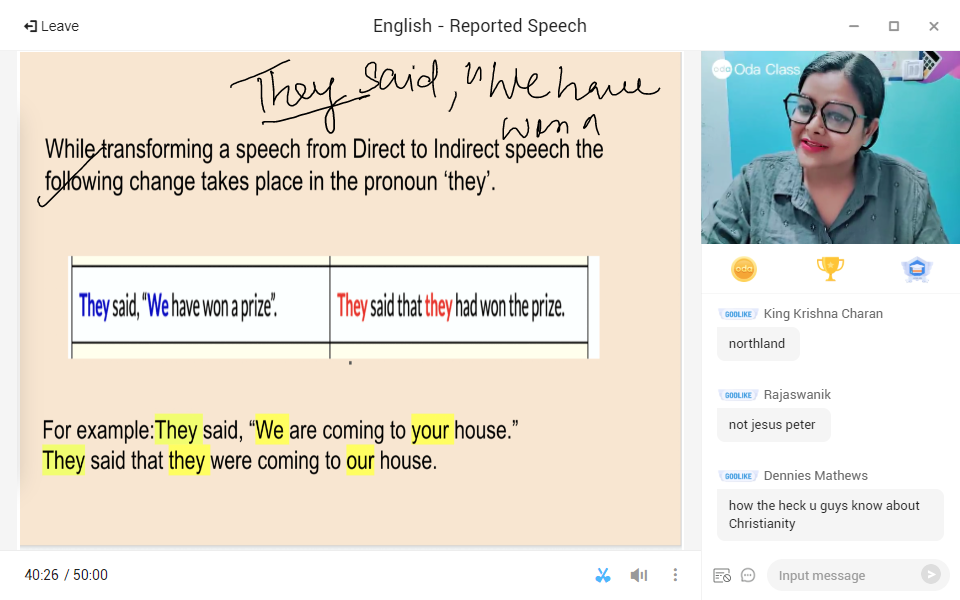 Leave
English - Reported Speech
They said, "We have
won a
While transforming a speech from Direct to Indirect speech the
following change takes place in the pronoun ‘they’.
They said, “We have won a prize”.
They said that they had won the prize.
For example:They said, “We are coming to your house.”
They said that they were coming to our house.
40:26 / 50:00
oda Oda Class
oda
GODLIKE King Krishna Charan
northland
GODLIKE Rajaswanik
not jesus peter
GODLIKE Dennies Mathews
how the heck u guys know about
Christianity
Input message